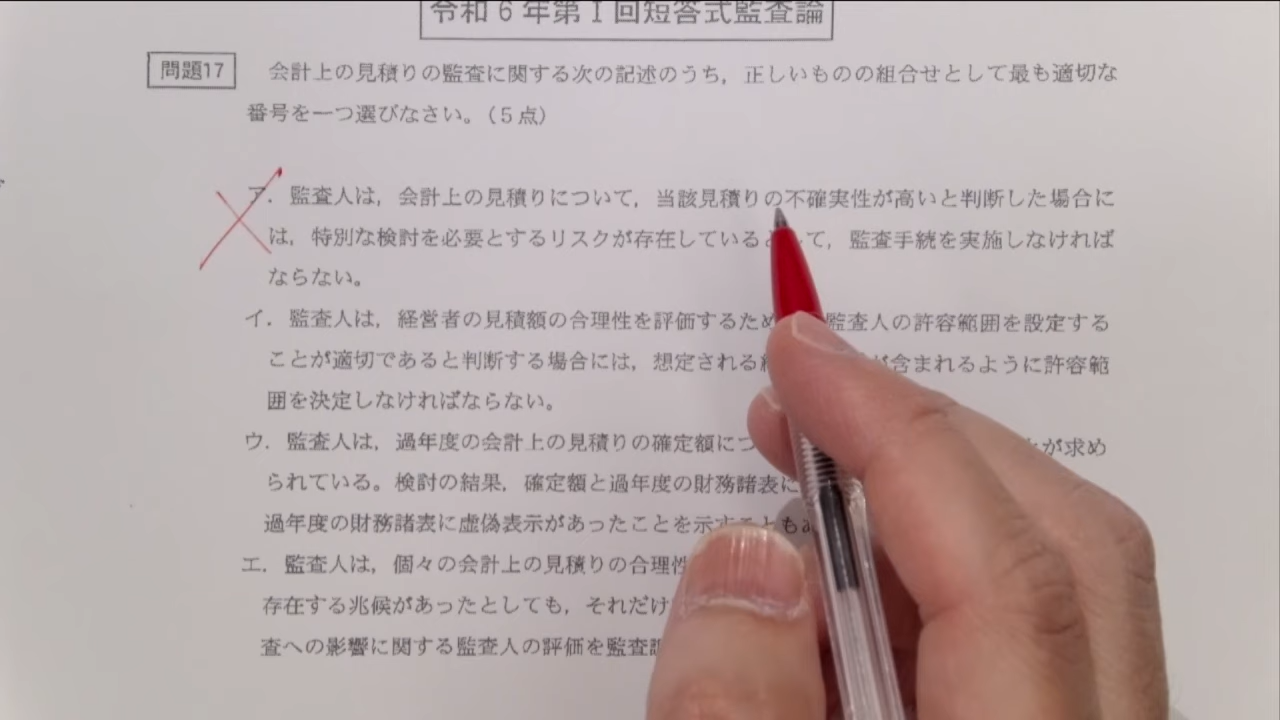 令和6年第Ⅰ回短答式監査論
問題17 会計上の見積りの監査に関する次の記述のうち，正しいものの組合せとして最も適切な
番号を一つ選びなさい。（5点）
ア．監査人は，会計上の見積りについて，当該見積りの不確実性が高いと判断した場合に
は，特別な検討を必要とするリスクが存在している て，監査手続を実施しなければ
ならない。
イ．監査人は，経営者の見積額の合理性を評価するため 監査人の許容範囲を設定する
ことが適切であると判断する場合には，想定される が含まれるように許容範
囲を決定しなければならない。
ウ．監査人は，過年度の会計上の見積りの確定額につ が求め
られている。検討の結果，確定額と過年度の財務諸表に
過年度の財務諸表に虚偽表示があったことを示すことも
エ．監査人は，個々の会計上の見積りの合理性
存在する兆候があったとしても，それだけ
査への影響に関する監査人の評価を監査